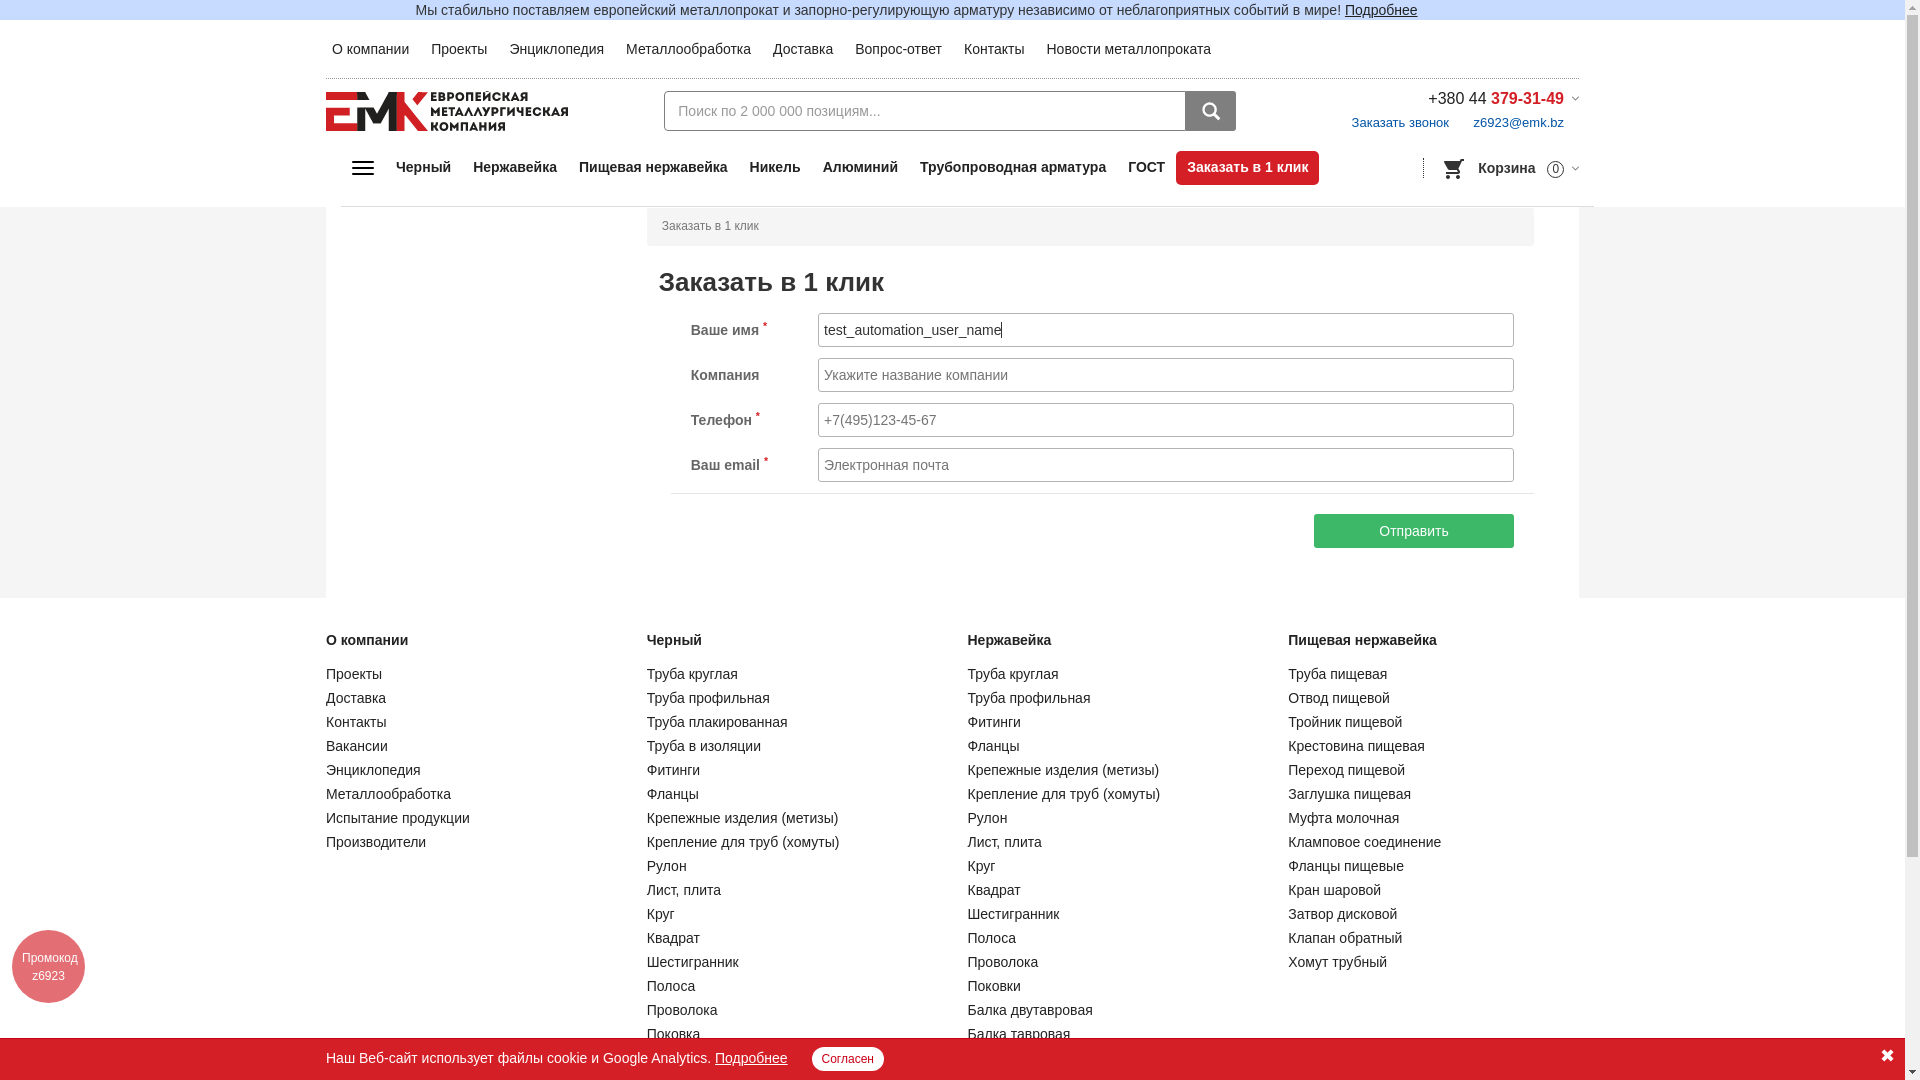 Мы стабильно поставляем европейский металлопрокат и запорно-регулирующую арматуру независимо от неблагоприятных событий в мире! Подробнее
О компании Проекты Энциклопедия Металлообработка Доставка Вопрос-ответ Контакты Новости металлопроката
ЕМК ЕВРОПЕЙСКАЯ
МЕТАЛЛУРГИЧЕСКАЯ
КОМПАНИЯ
Поиск по 2 000 000 позициям...
+380 44 379-31-49
Заказать звонок z6923@emk.bz
Черный Нержавейка Пищевая нержавейка Никель Алюминий Трубопроводная арматура ГОСТ Заказать в 1 клик Корзина 0
Заказать в 1 клик
Заказать в 1 клик
Ваше имя * test_automation_user_name
Компания Укажите название компании
Телефон * +7(495)123-45-67
Ваш email * Электронная почта
Отправить
О компании
Проекты
Доставка
Контакты
Вакансии
Энциклопедия
Металлообработка
Испытание продукции
Производители
Черный
Труба круглая
Труба профильная
Труба плакированная
Труба в изоляции
Фитинги
Фланцы
Крепежные изделия (метизы)
Крепление для труб (хомуты)
Рулон
Лист, плита
Круг
Квадрат
Шестигранник
Полоса
Проволока
Поковка
Нержавейка
Труба круглая
Труба профильная
Фитинги
Фланцы
Крепежные изделия (метизы)
Крепление для труб (хомуты)
Рулон
Лист, плита
Круг
Квадрат
Шестигранник
Полоса
Проволока
Поковки
Балка двутавровая
Балка тавровая
Пищевая нержавейка
Труба пищевая
Отвод пищевой
Тройник пищевой
Крестовина пищевая
Переход пищевой
Заглушка пищевая
Муфта молочная
Кламповое соединение
Фланцы пищевые
Кран шаровой
Затвор дисковой
Клапан обратный
Хомут трубный
Промокод
z6923
Наш Веб-сайт использует файлы cookie и Google Analytics. Подробнее Согласен ✖